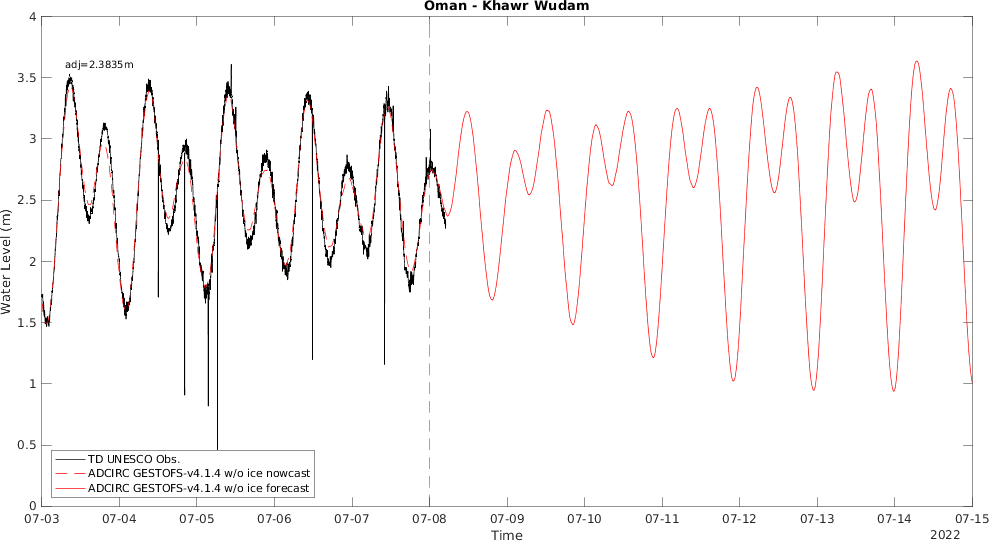 Oman - Khawr Wudam
4
adj=2.3835m
3.5
3
2.5
2
1.5
1
0.5
0
Water Level (m)
TD UNESCO Obs.
ADCIRC GESTOFS-v4.1.4 w/o ice nowcast
ADCIRC GESTOFS-v4.1.4 w/o ice forecast
07-03 07-04 07-05 07-06 07-07 07-08 07-09 07-10 07-11 07-12 07-13 07-14 07-15
Time
2022